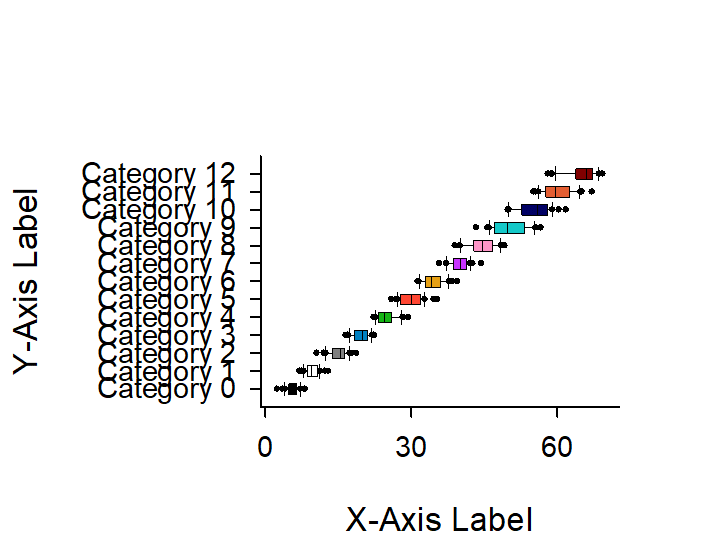 Category 12
Category 11
Category 10
Category 9
Category 8
Category 7
Category 6
Category 5
Category 4
Category 3
Category 2
Category 1
Category 0
Y-Axis Label
0 30 60
X-Axis Label